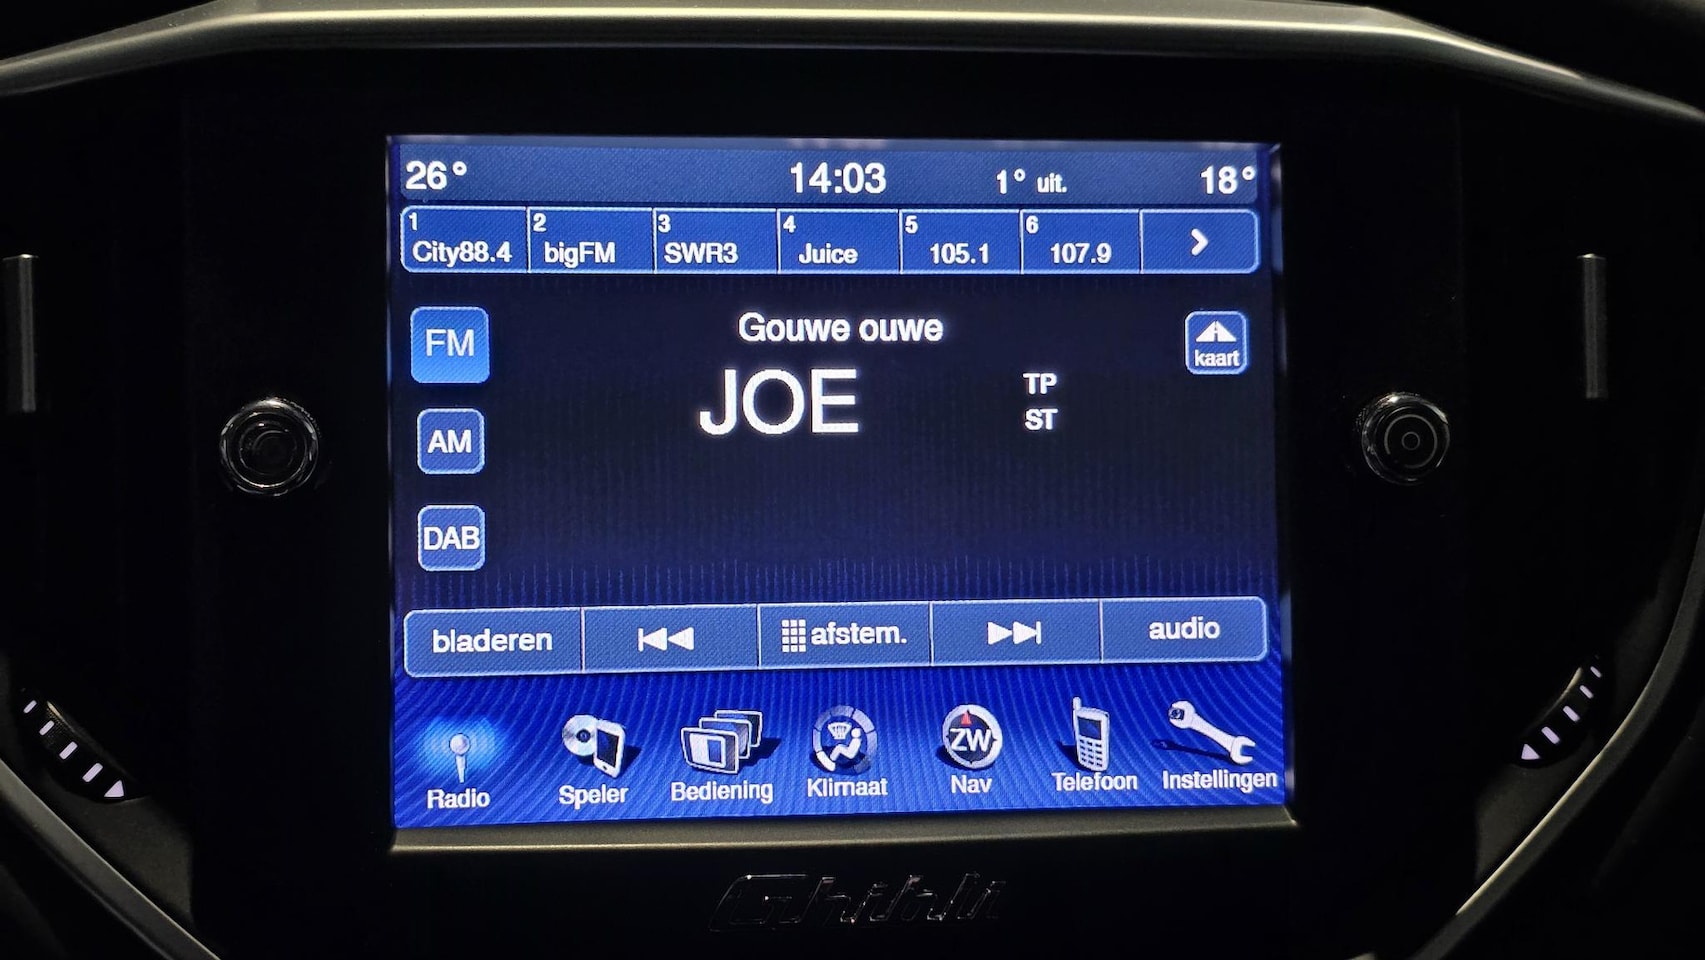 26° 14:03 1° uit. 18°
1 2 3 4 5 6
City88.4 bigFM SWR3 Juice 105.1 107.9
FM Gouwe ouwe kaart
JOE TP
ST
AM
DAB
bladeren afstem. audio
ZW
Radio Speler Bediening Klimaat Nav Telefoon Instellingen
Ghibli